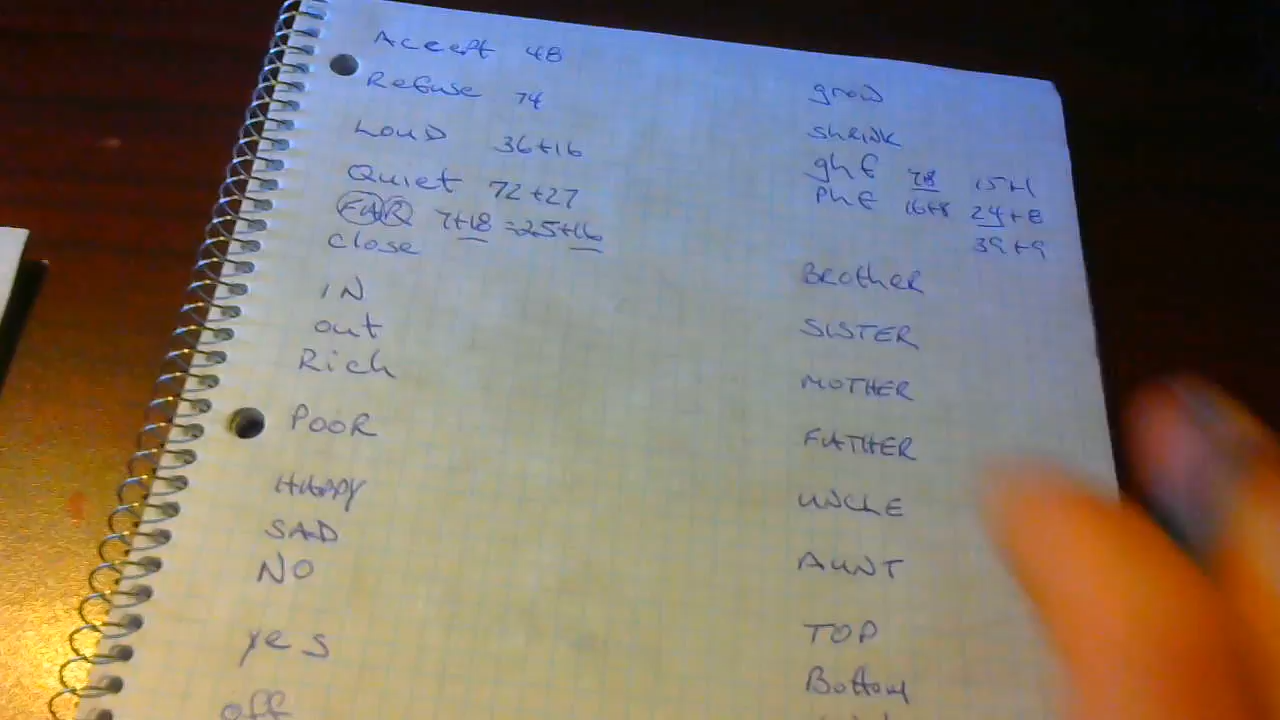 Accept 48
Refuse 74
Loud 36+16
Quiet 72+27
FAR 7+18 =25+16
close
IN
out
Rich
POOR
HAPPY
SAD
NO
yes
off
grow
shrink
ghE 78 15+1
PhE 16+8 24+8
39+9
Brother
SISTER
MOTHER
FATHER
UNCLE
AUNT
TOP
Bottom